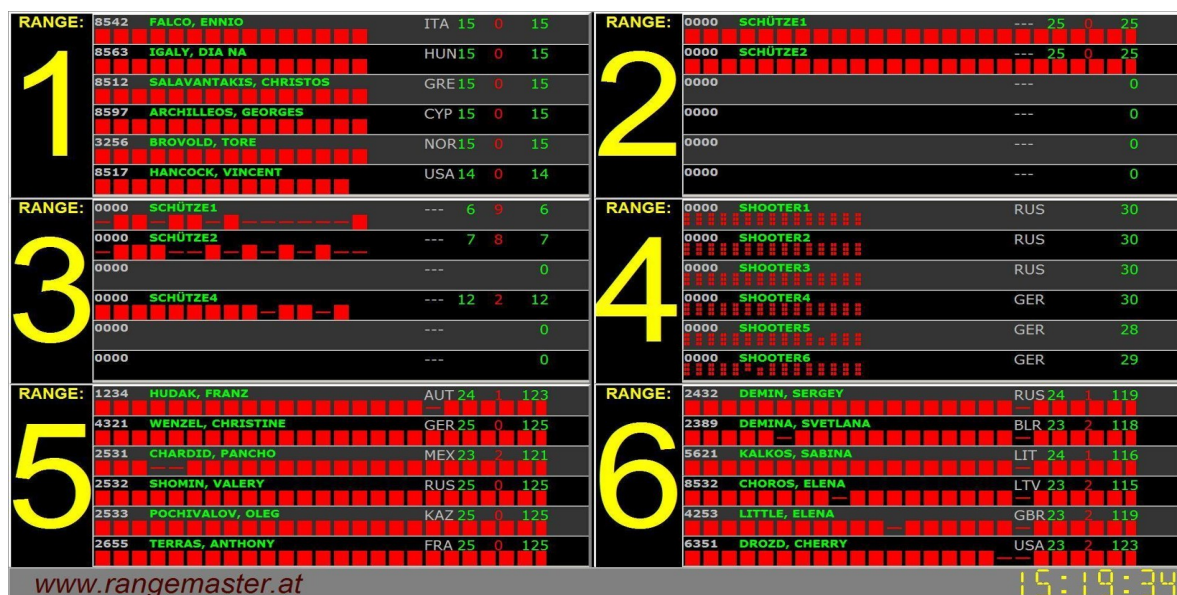 RANGE: 1
8542 FALCO, ENNIO ITA 15 0 15
8563 IGALY, DIA NA HUN 15 0 15
8512 SALAVANTAKIS, CHRISTOS GRE 15 0 15
8597 ARCHILLEOS, GEORGES CYP 15 0 15
3256 BROVOLD, TORE NOR 15 0 15
8517 HANCOCK, VINCENT USA 14 0 14
RANGE: 2
0000 SCHÜTZE1 --- 25 0 25
0000 SCHÜTZE2 --- 25 0 25
0000 --- 0
0000 --- 0
0000 --- 0
0000 --- 0
RANGE: 3
0000 SCHÜTZE1 --- 6 9 6
0000 SCHÜTZE2 --- 7 8 7
0000 --- 0
0000 SCHÜTZE4 --- 12 2 12
0000 --- 0
0000 --- 0
RANGE: 4
0000 SHOOTER1 RUS 30
0000 SHOOTER2 RUS 30
0000 SHOOTER3 RUS 30
0000 SHOOTER4 GER 30
0000 SHOOTER5 GER 28
0000 SHOOTER6 GER 29
RANGE: 5
1234 HUDAK, FRANZ AUT 24 1 123
4321 WENZEL, CHRISTINE GER 25 0 125
2531 CHARDID, PANCHO MEX 23 2 121
2532 SHOMIN, VALERY RUS 25 0 125
2533 POCHIVALOV, OLEG KAZ 25 0 125
2655 TERRAS, ANTHONY FRA 25 0 125
RANGE: 6
2432 DEMIN, SERGEY RUS 24 1 119
2389 DEMINA, SVETLANA BLR 23 2 118
5621 KALKOS, SABINA LIT 24 1 116
8532 CHOROS, ELENA LTV 23 2 115
4253 LITTLE, ELENA GBR 23 2 119
6351 DROZD, CHERRY USA 23 2 123
www.rangemaster.at 15:19:34